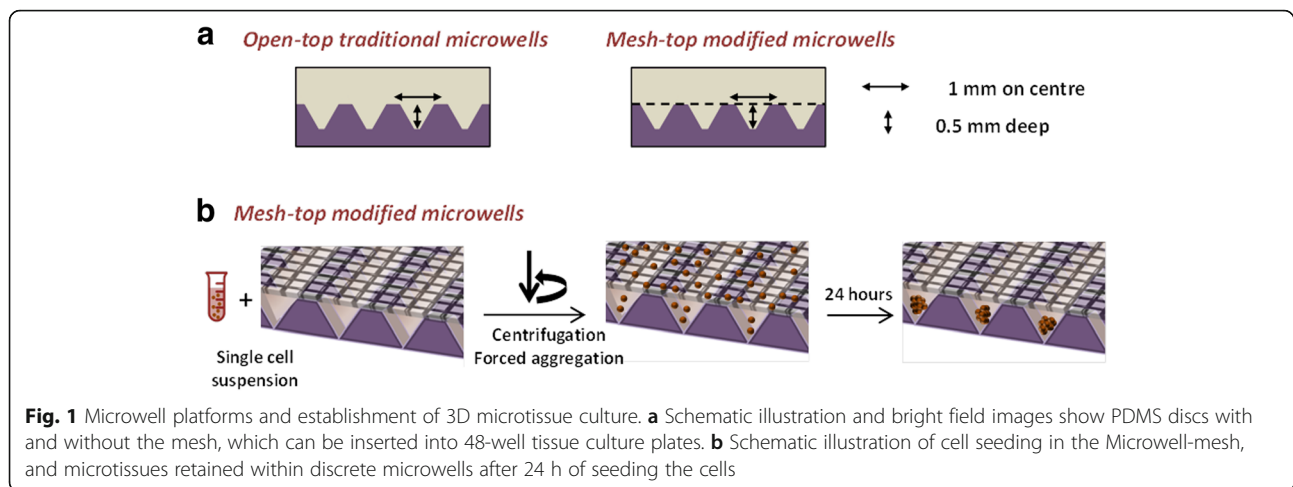 a
Open-top traditional microwells
Mesh-top modified microwells
1 mm on centre
0.5 mm deep
b
Mesh-top modified microwells
+
Single cell
suspension
Centrifugation
Forced aggregation
24 hours
Fig. 1 Microwell platforms and establishment of 3D microtissue culture. a Schematic illustration and bright field images show PDMS discs with
and without the mesh, which can be inserted into 48-well tissue culture plates. b Schematic illustration of cell seeding in the Microwell-mesh,
and microtissues retained within discrete microwells after 24 h of seeding the cells